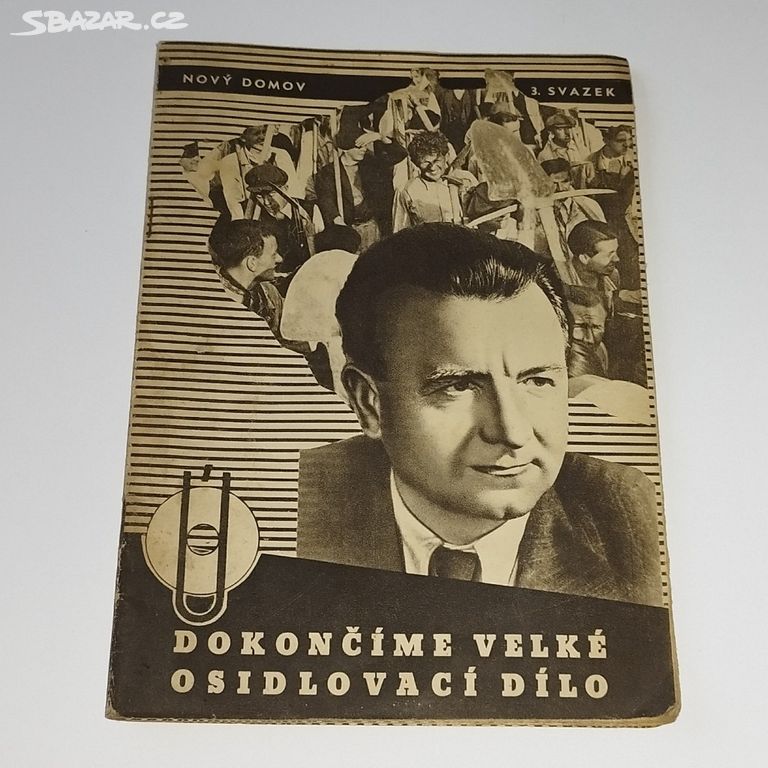 SBAZAR.CZ
NOVÝ DOMOV
3. SVAZEK
DOKONČÍME VELKÉ
OSIDLOVACÍ DÍLO